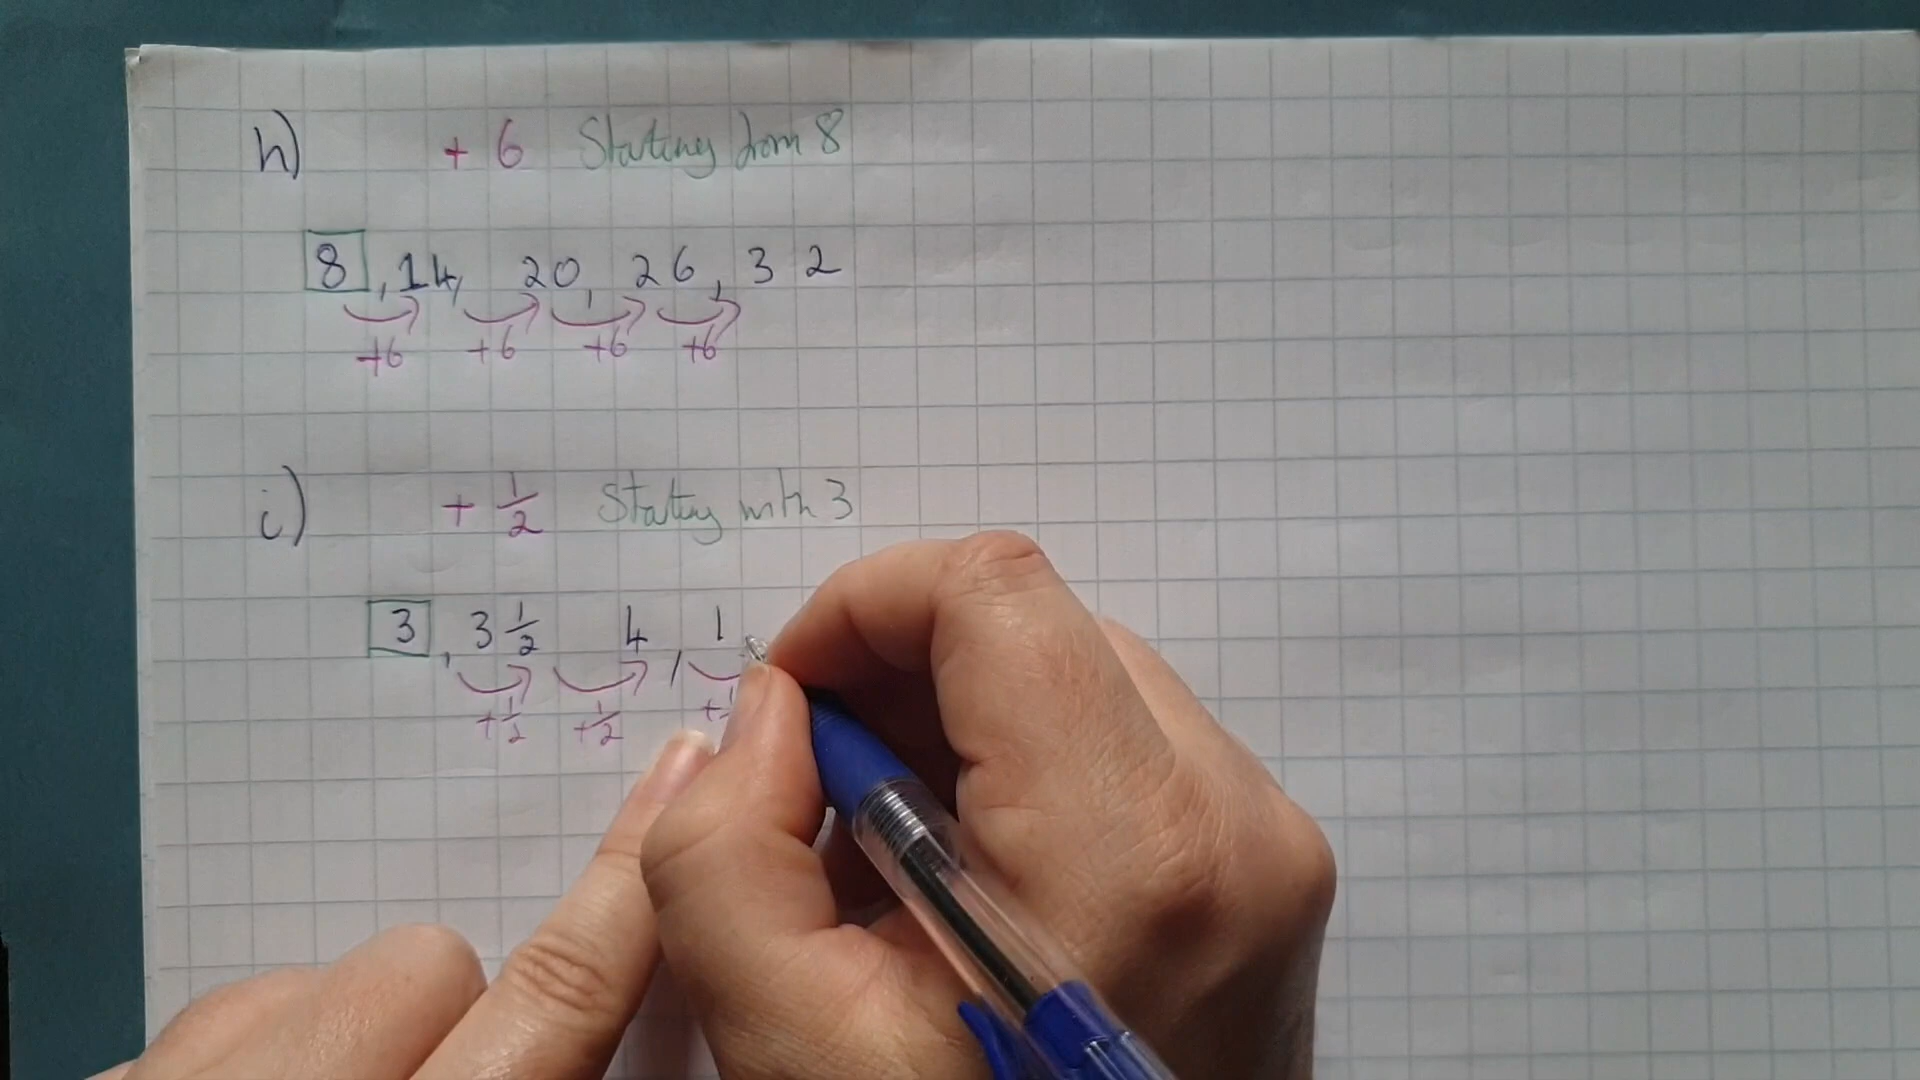 h) + 6 Starting from 8
8, 14, 20, 26, 32
+6 +6 +6 +6
i) + 1/2 Starting with 3
3, 3 1/2 4, 1
+1/2 +1/2 +1